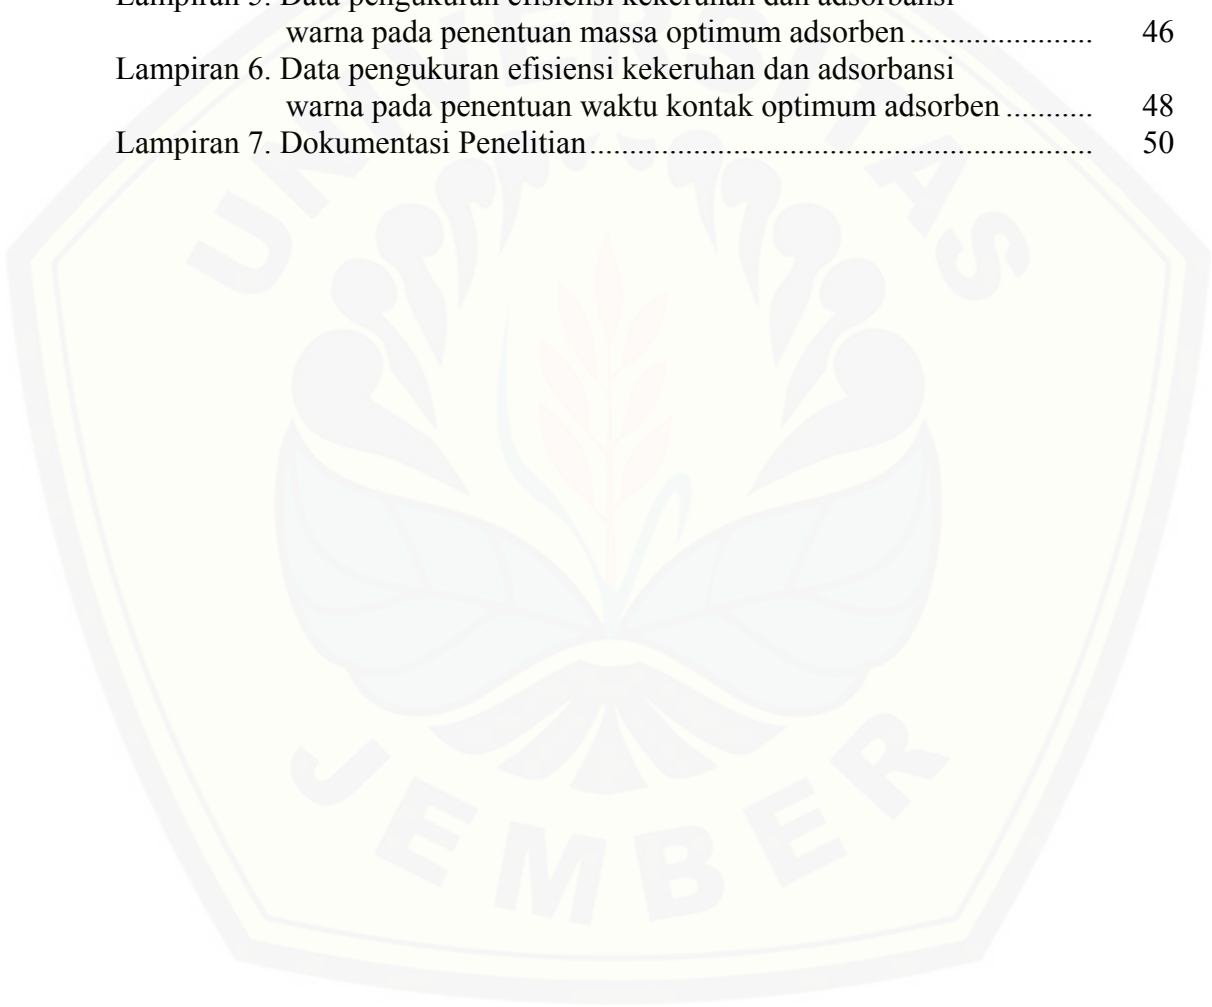 Lampiran 5. Data pengukuran efisiensi kekeruhan dan adsorbansi
warna pada penentuan massa optimum adsorben ...................... 46
Lampiran 6. Data pengukuran efisiensi kekeruhan dan adsorbansi
warna pada penentuan waktu kontak optimum adsorben ........... 48
Lampiran 7. Dokumentasi Penelitian.............................................................. 50
UNIVERSITAS
JEMBER